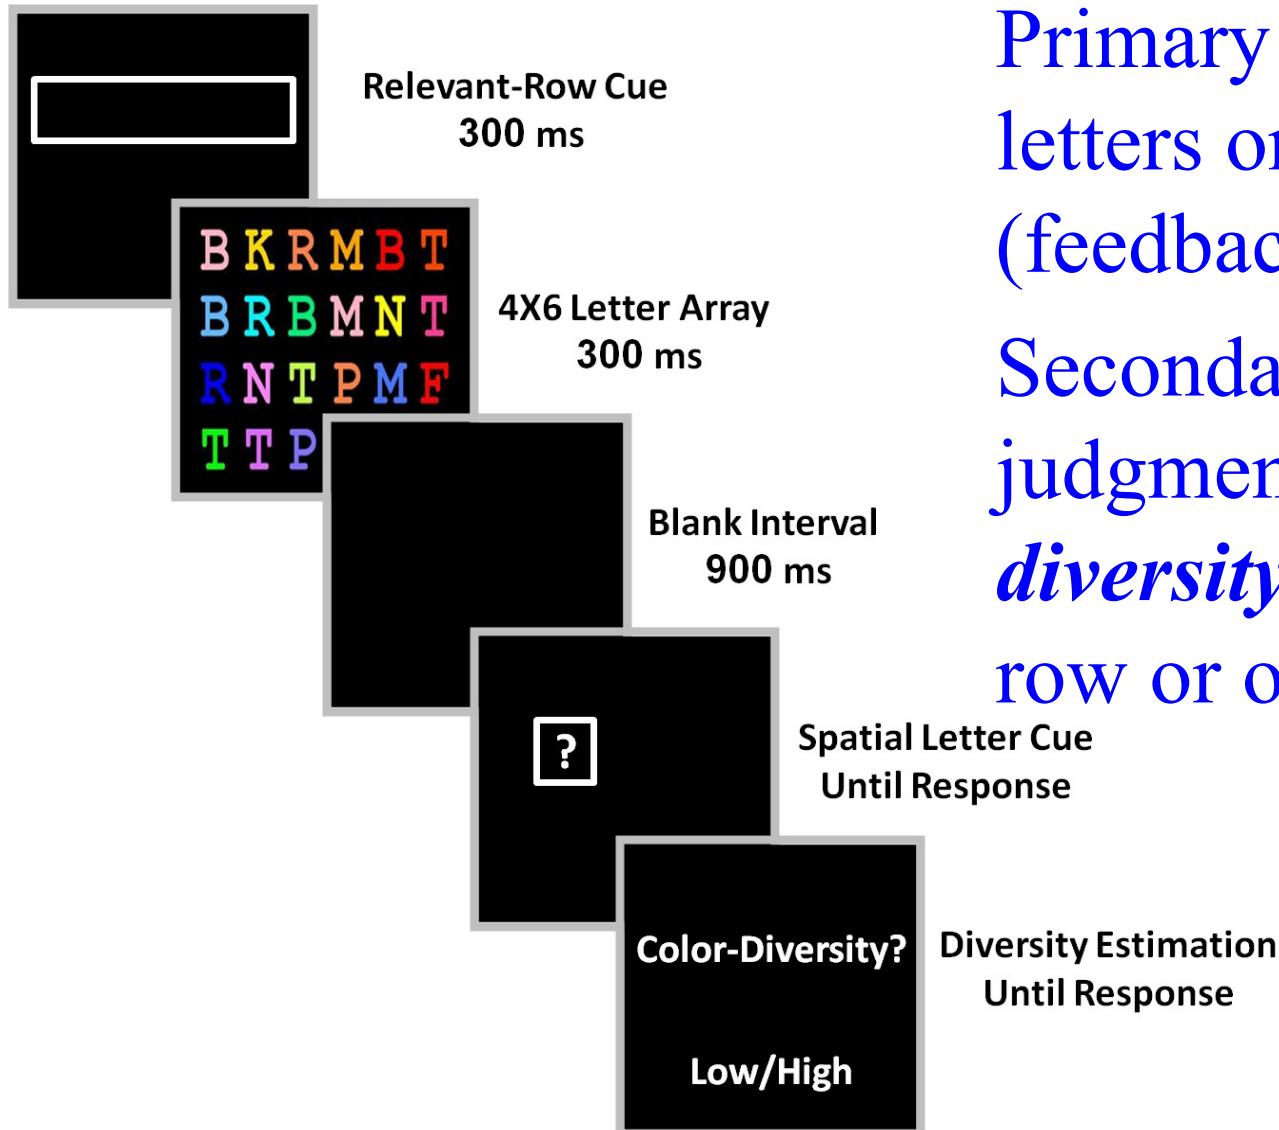 Relevant-Row Cue
300 ms
B K R M B T
B R B M N T
R N T P M F
T T P
4X6 Letter Array
300 ms
Blank Interval
900 ms
?
Spatial Letter Cue
Until Response
Color-Diversity?
Low/High
Diversity Estimation
Until Response
Primary
letters
(feedbac
Seconda
judgmen
diversity
row or o